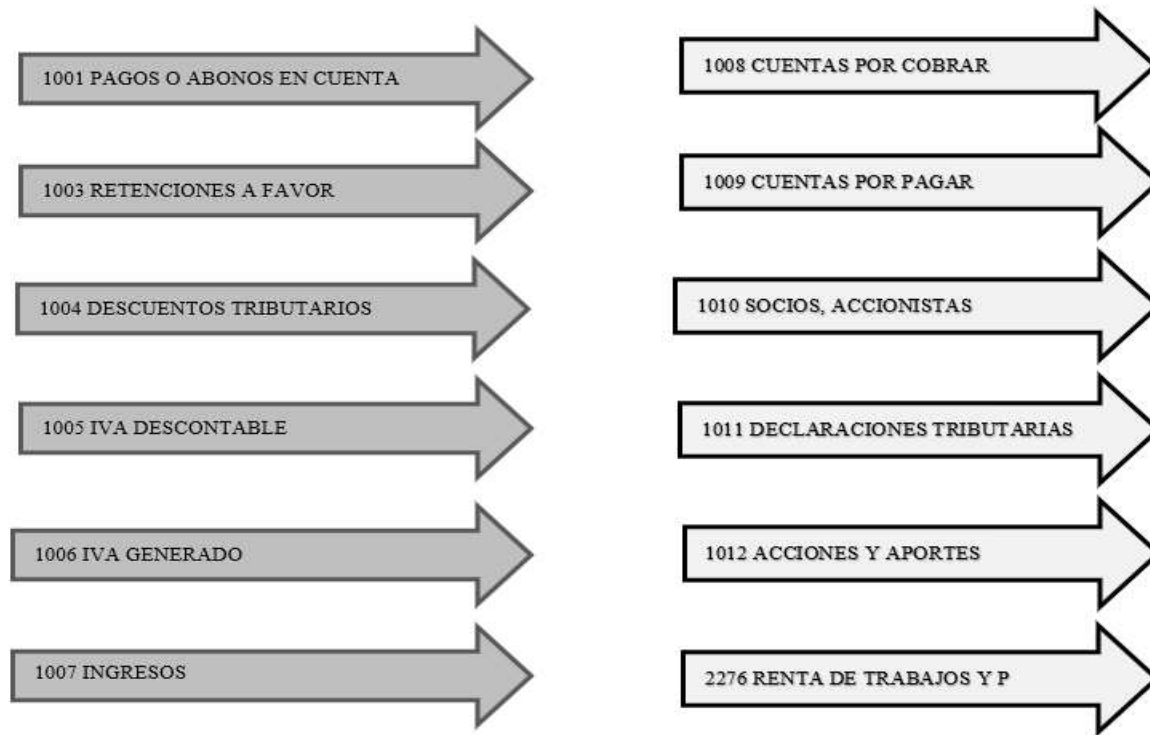 1001 PAGOS O ABONOS EN CUENTA
1003 RETENCIONES A FAVOR
1004 DESCUENTOS TRIBUTARIOS
1005 IVA DESCONTABLE
1006 IVA GENERADO
1007 INGRESOS
1008 CUENTAS POR COBRAR
1009 CUENTAS POR PAGAR
1010 SOCIOS, ACCIONISTAS
1011 DECLARACIONES TRIBUTARIAS
1012 ACCIONES Y APORTES
2276 RENTA DE TRABAJOS Y P